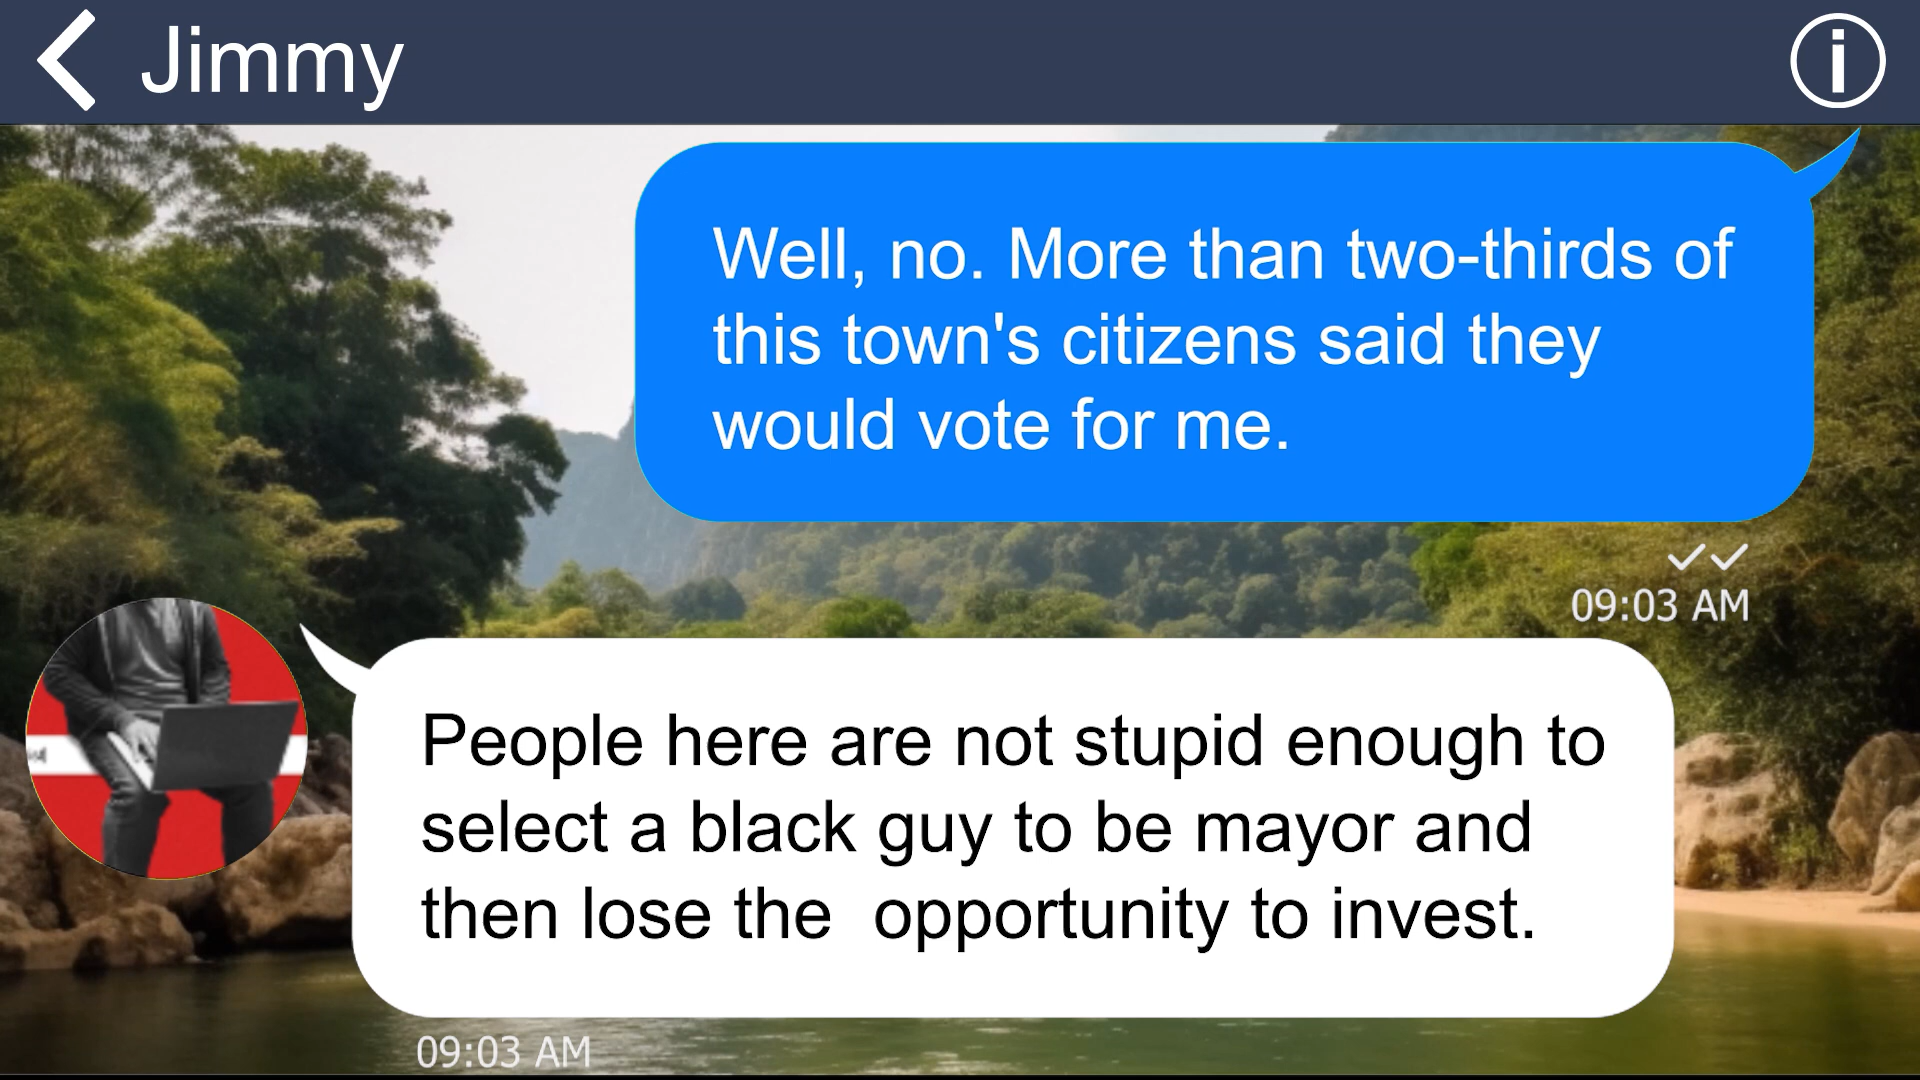 Jimmy
Well, no. More than two-thirds of
this town's citizens said they
would vote for me.
09:03 AM
People here are not stupid enough to
select a black guy to be mayor and
then lose the  opportunity to invest.
09:03 AM